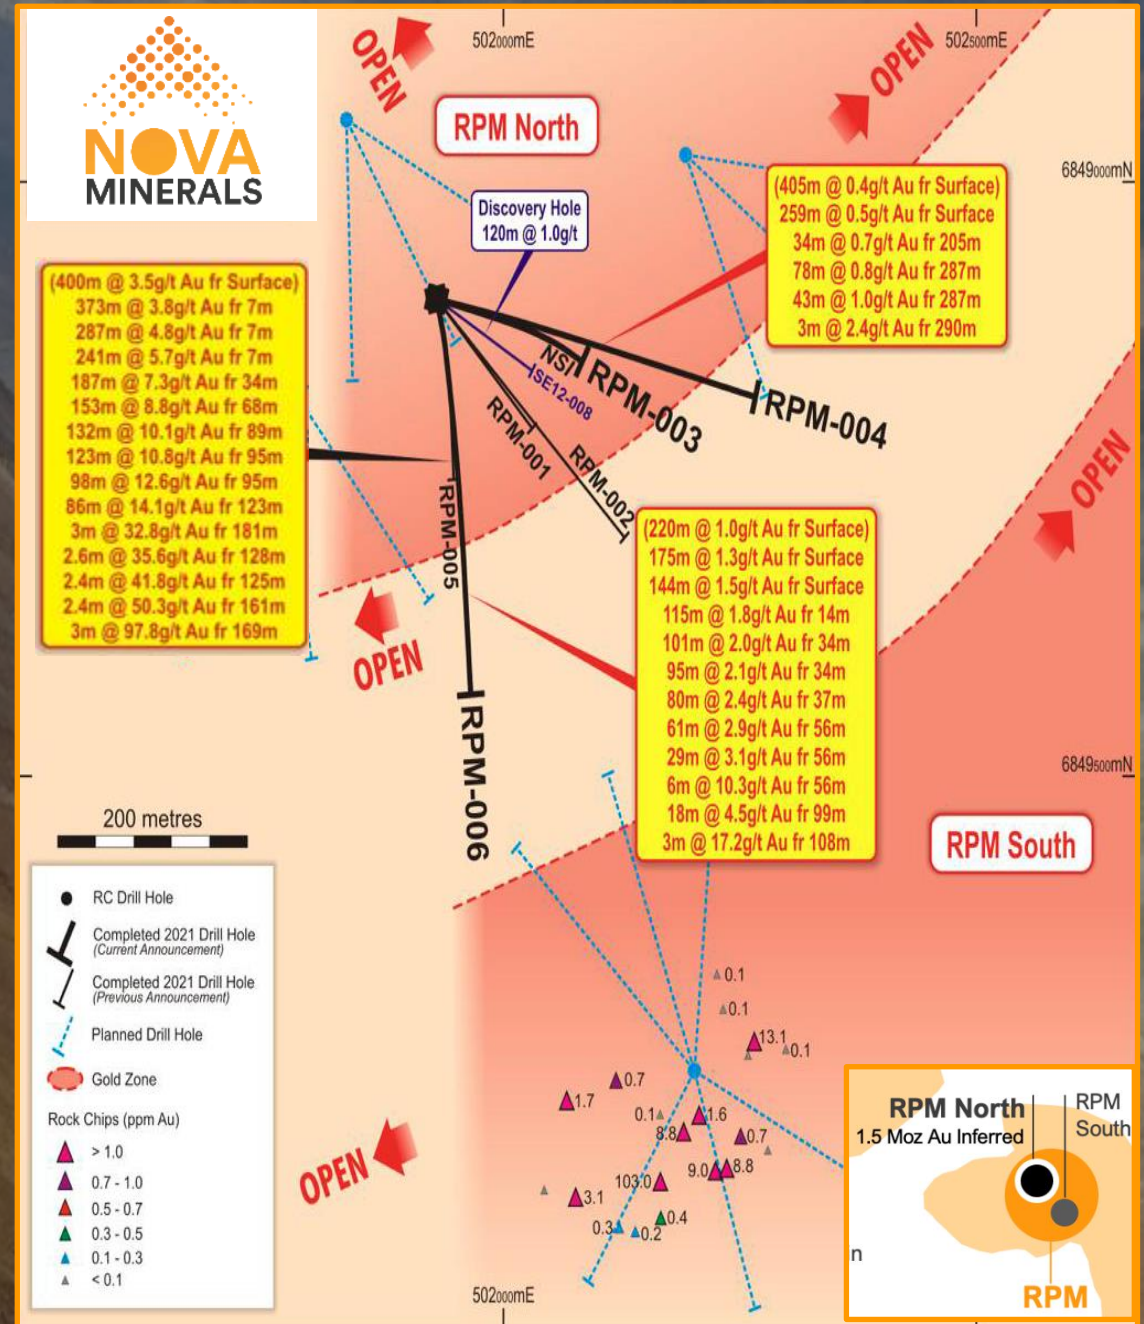 NOVA
MINERALS
502000mE
502500mE
OPEN
OPEN
RPM North
6849000mN
Discovery Hole
120m @ 1.0g/t
(405m @ 0.4g/t Au fr Surface)
259m @ 0.5g/t Au fr Surface
34m @ 0.7g/t Au fr 205m
78m @ 0.8g/t Au fr 287m
43m @ 1.0g/t Au fr 287m
3m @ 2.4g/t Au fr 290m
(400m @ 3.5g/t Au fr Surface)
373m @ 3.8g/t Au fr 7m
287m @ 4.8g/t Au fr 7m
241m @ 5.7g/t Au fr 7m
187m @ 7.3g/t Au fr 34m
153m @ 8.8g/t Au fr 68m
132m @ 10.1g/t Au fr 89m
123m @ 10.8g/t Au fr 95m
98m @ 12.6g/t Au fr 95m
86m @ 14.1g/t Au fr 123m
3m @ 32.8g/t Au fr 181m
2.6m @ 35.6g/t Au fr 128m
2.4m @ 41.8g/t Au fr 125m
2.4m @ 50.3g/t Au fr 161m
3m @ 97.8g/t Au fr 169m
NSI
SE12-008
RPM-003
RPM-004
RPM-001
RPM-002
RPM-005
RPM-006
OPEN
OPEN
(220m @ 1.0g/t Au fr Surface)
175m @ 1.3g/t Au fr Surface
144m @ 1.5g/t Au fr Surface
115m @ 1.8g/t Au fr 14m
101m @ 2.0g/t Au fr 34m
95m @ 2.1g/t Au fr 34m
80m @ 2.4g/t Au fr 37m
61m @ 2.9g/t Au fr 56m
29m @ 3.1g/t Au fr 56m
6m @ 10.3g/t Au fr 56m
18m @ 4.5g/t Au fr 99m
3m @ 17.2g/t Au fr 108m
6849500mN
RPM South
200 metres
RC Drill Hole
Completed 2021 Drill Hole
(Current Announcement)
Completed 2021 Drill Hole
(Previous Announcement)
Planned Drill Hole
Gold Zone
Rock Chips (ppm Au)
> 1.0
0.7 - 1.0
0.5 - 0.7
0.3 - 0.5
0.1 - 0.3
< 0.1
0.1
0.1
13.1
0.1
0.7
1.7
0.1
1.6
8.8
0.7
9.0
8.8
103.0
3.1
0.4
0.3
0.2
OPEN
502000mE
RPM North
1.5 Moz Au Inferred
RPM
South
n
RPM